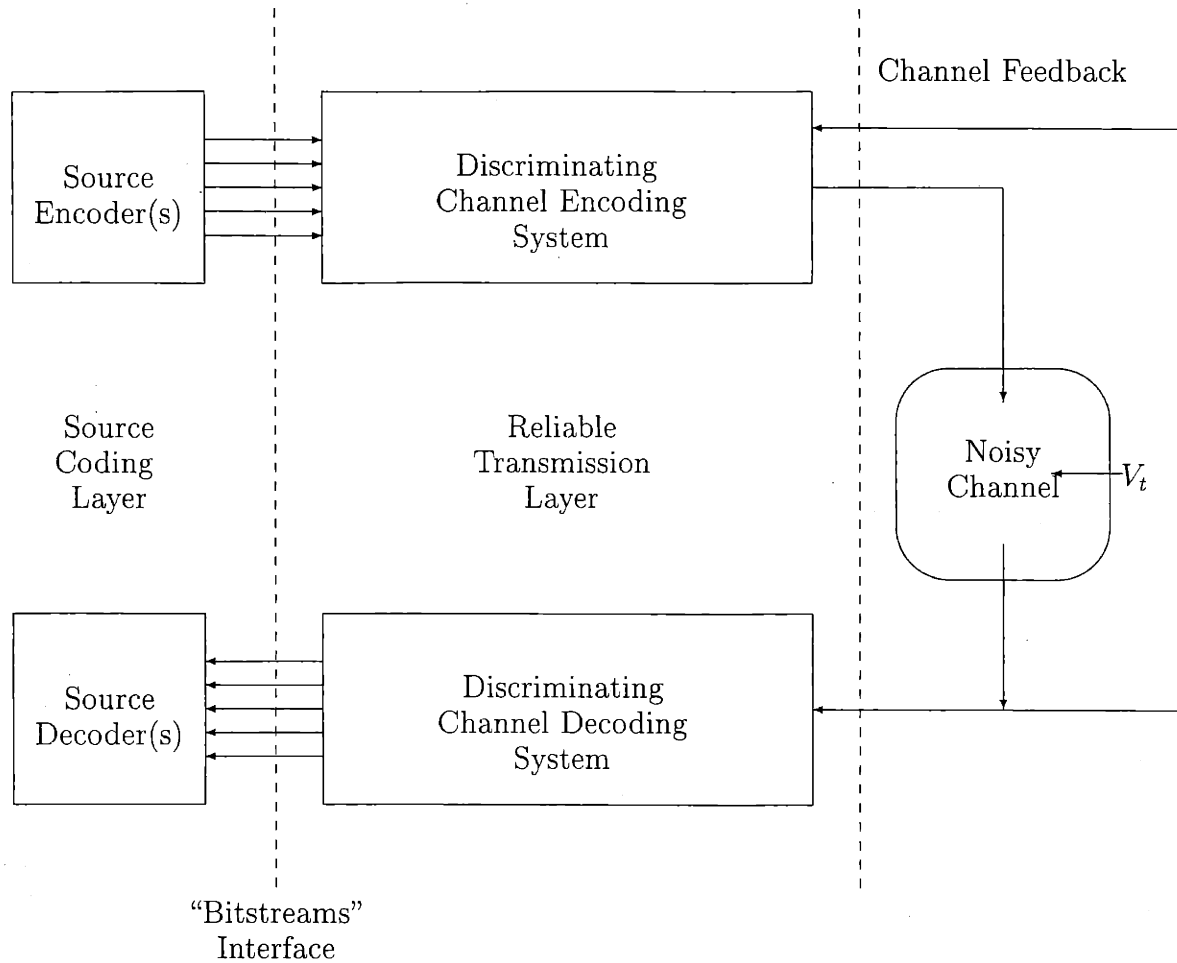 Channel Feedback
Source
Encoder(s)
Discriminating
Channel Encoding
System
Source
Coding
Layer
Reliable
Transmission
Layer
Noisy
Channel
V_t
Source
Decoder(s)
Discriminating
Channel Decoding
System
“Bitstreams”
Interface